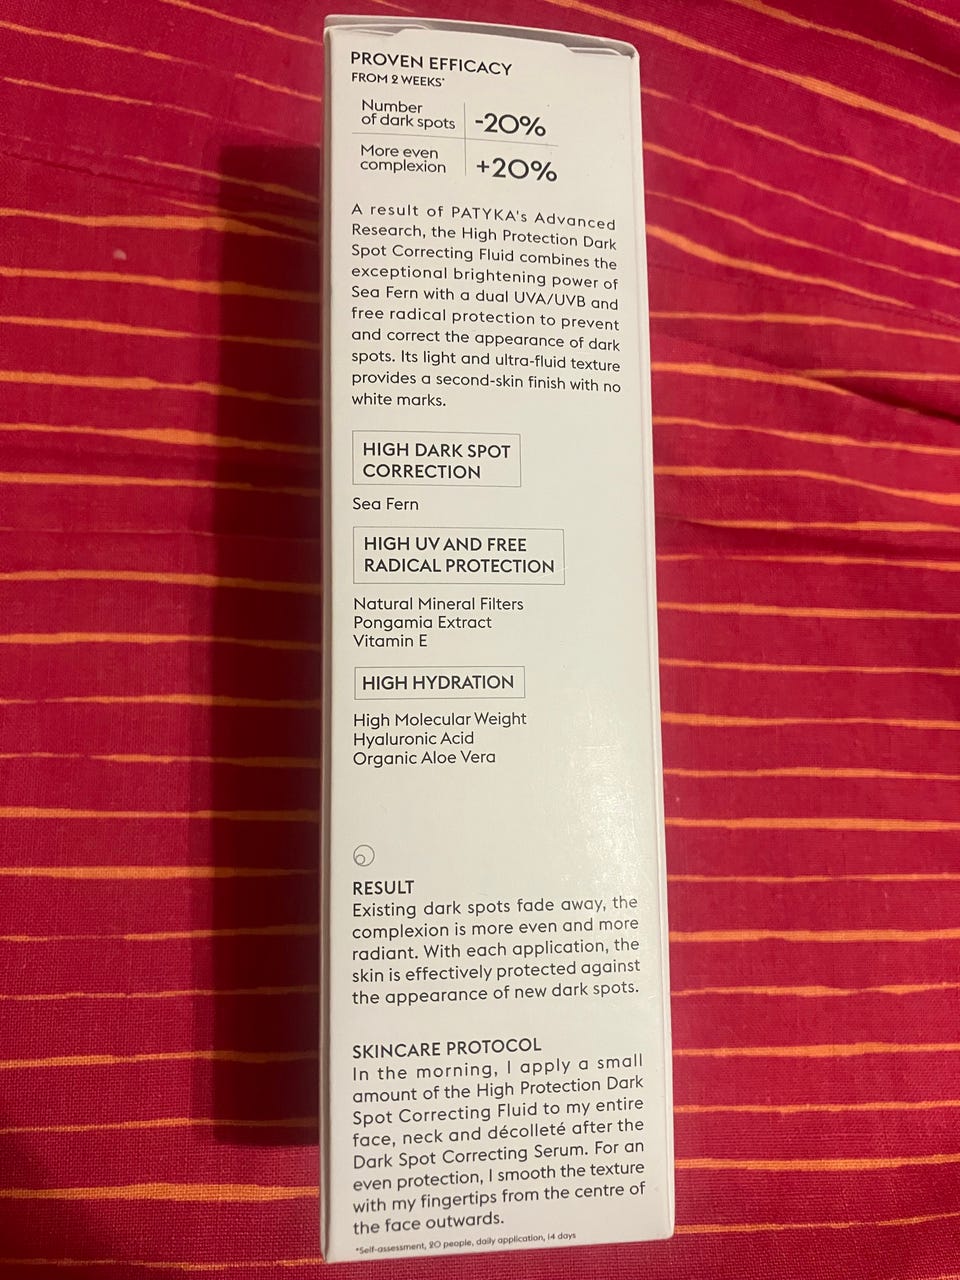 PROVEN EFFICACY
FROM 2 WEEKS*
Number
of dark spots
-20%
More even
complexion
+20%
A result of PATYKA's Advanced
Research, the High Protection Dark
Spot Correcting Fluid combines the
exceptional brightening power of
Sea Fern with a dual UVA/UVB and
free radical protection to prevent
and correct the appearance of dark
spots. Its light and ultra-fluid texture
provides a second-skin finish with no
white marks.
HIGH DARK SPOT
CORRECTION
Sea Fern
HIGH UV AND FREE
RADICAL PROTECTION
Natural Mineral Filters
Pongamia Extract
Vitamin E
HIGH HYDRATION
High Molecular Weight
Hyaluronic Acid
Organic Aloe Vera
RESULT
Existing dark spots fade away, the
complexion is more even and more
radiant. With each application, the
skin is effectively protected against
the appearance of new dark spots.
SKINCARE PROTOCOL
In the morning, I apply a small
amount of the High Protection Dark
Spot Correcting Fluid to my entire
face, neck and décolleté after the
Dark Spot Correcting Serum. For an
even protection, I smooth the texture
with my fingertips from the centre of
the face outwards.
*Self-assessment, 20 people, daily application, 14 days